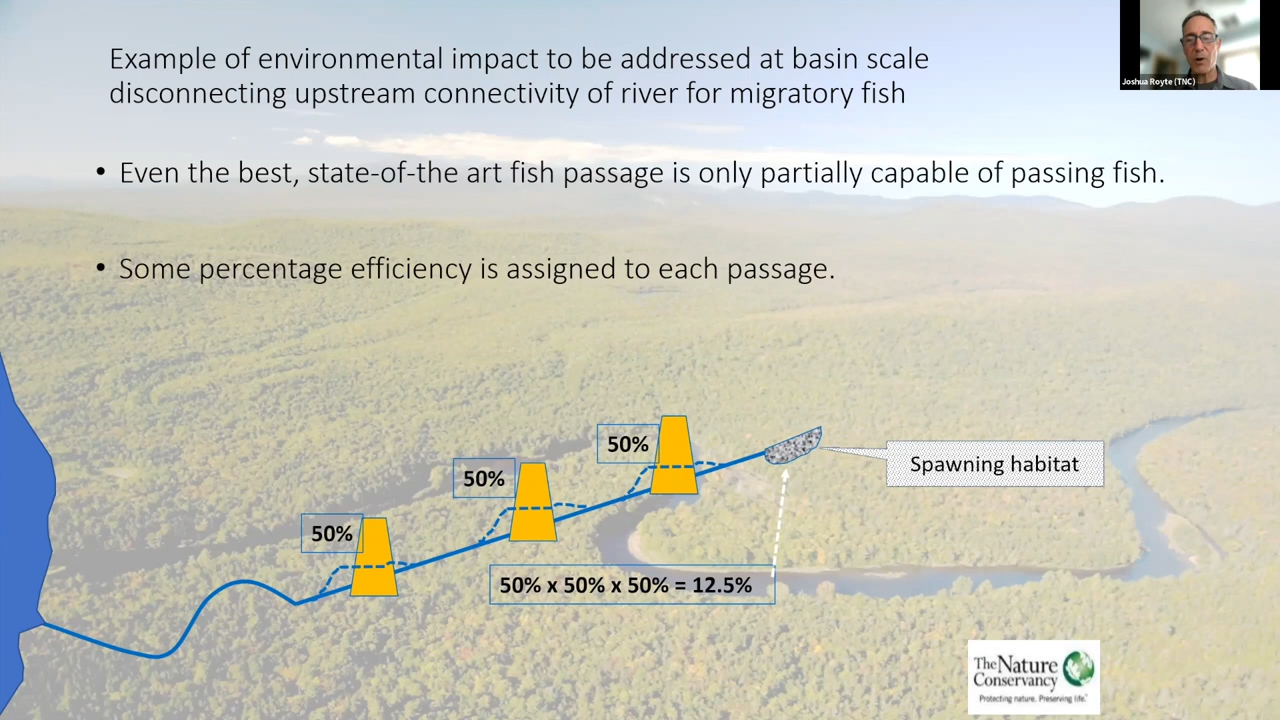 Example of environmental impact to be addressed at basin scale
disconnecting upstream connectivity of river for migratory fish
Joshua Royte (TNC)
• Even the best, state-of-the art fish passage is only partially capable of passing fish.
• Some percentage efficiency is assigned to each passage.
50%
50%
50%
Spawning habitat
50% x 50% x 50% = 12.5%
The Nature
Conservancy
Protecting nature. Preserving life.™